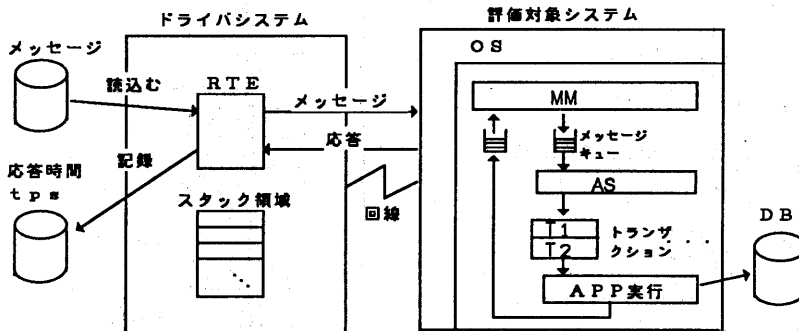 ドライバシステム
評価対象システム
メッセージ
読込む
RTE
メッセージ
応答
記録
応答時間
tps
スタック領域
回線
OS
MM
メッセージ
キュー
AS
T1
T2
トランザ
クション
・・・
APP実行
DB